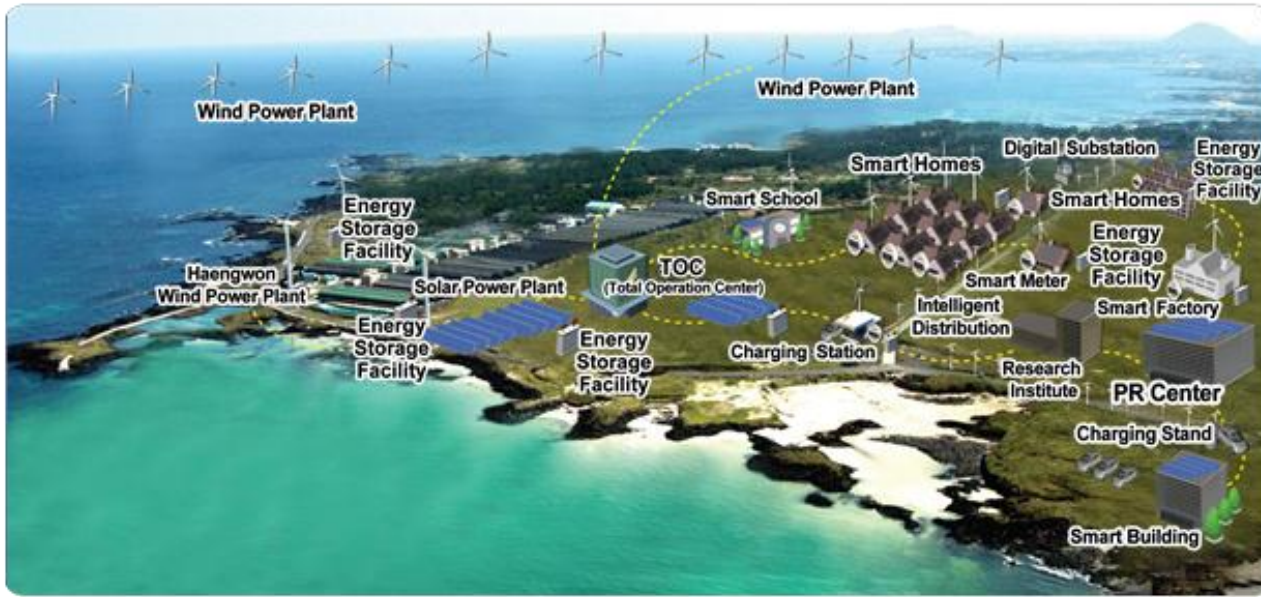 Wind Power Plant
Wind Power Plant
Smart Homes
Digital Substation
Energy
Storage
Facility
Smart School
Smart Homes
Energy
Storage
Facility
Energy
Storage
Facility
TOC
(Total Operation Center)
Haengwon
Wind Power Plant
Solar Power Plant
Smart Meter
Intelligent
Distribution
Smart Factory
Energy
Storage
Facility
Energy
Storage
Facility
Charging Station
Research
Institute
PR Center
Charging Stand
Smart Building